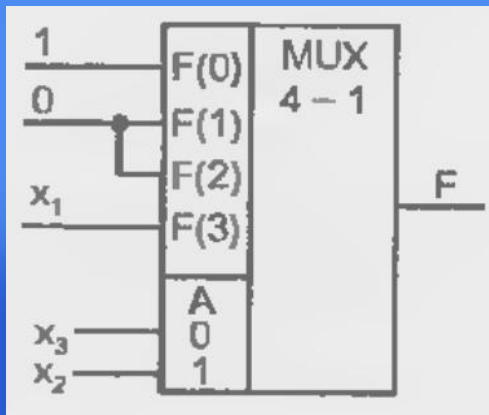 1
F(0)
MUX
4 – 1
0
F(1)
F(2)
F
x₁
F(3)
A
x₃
0
x₂
1